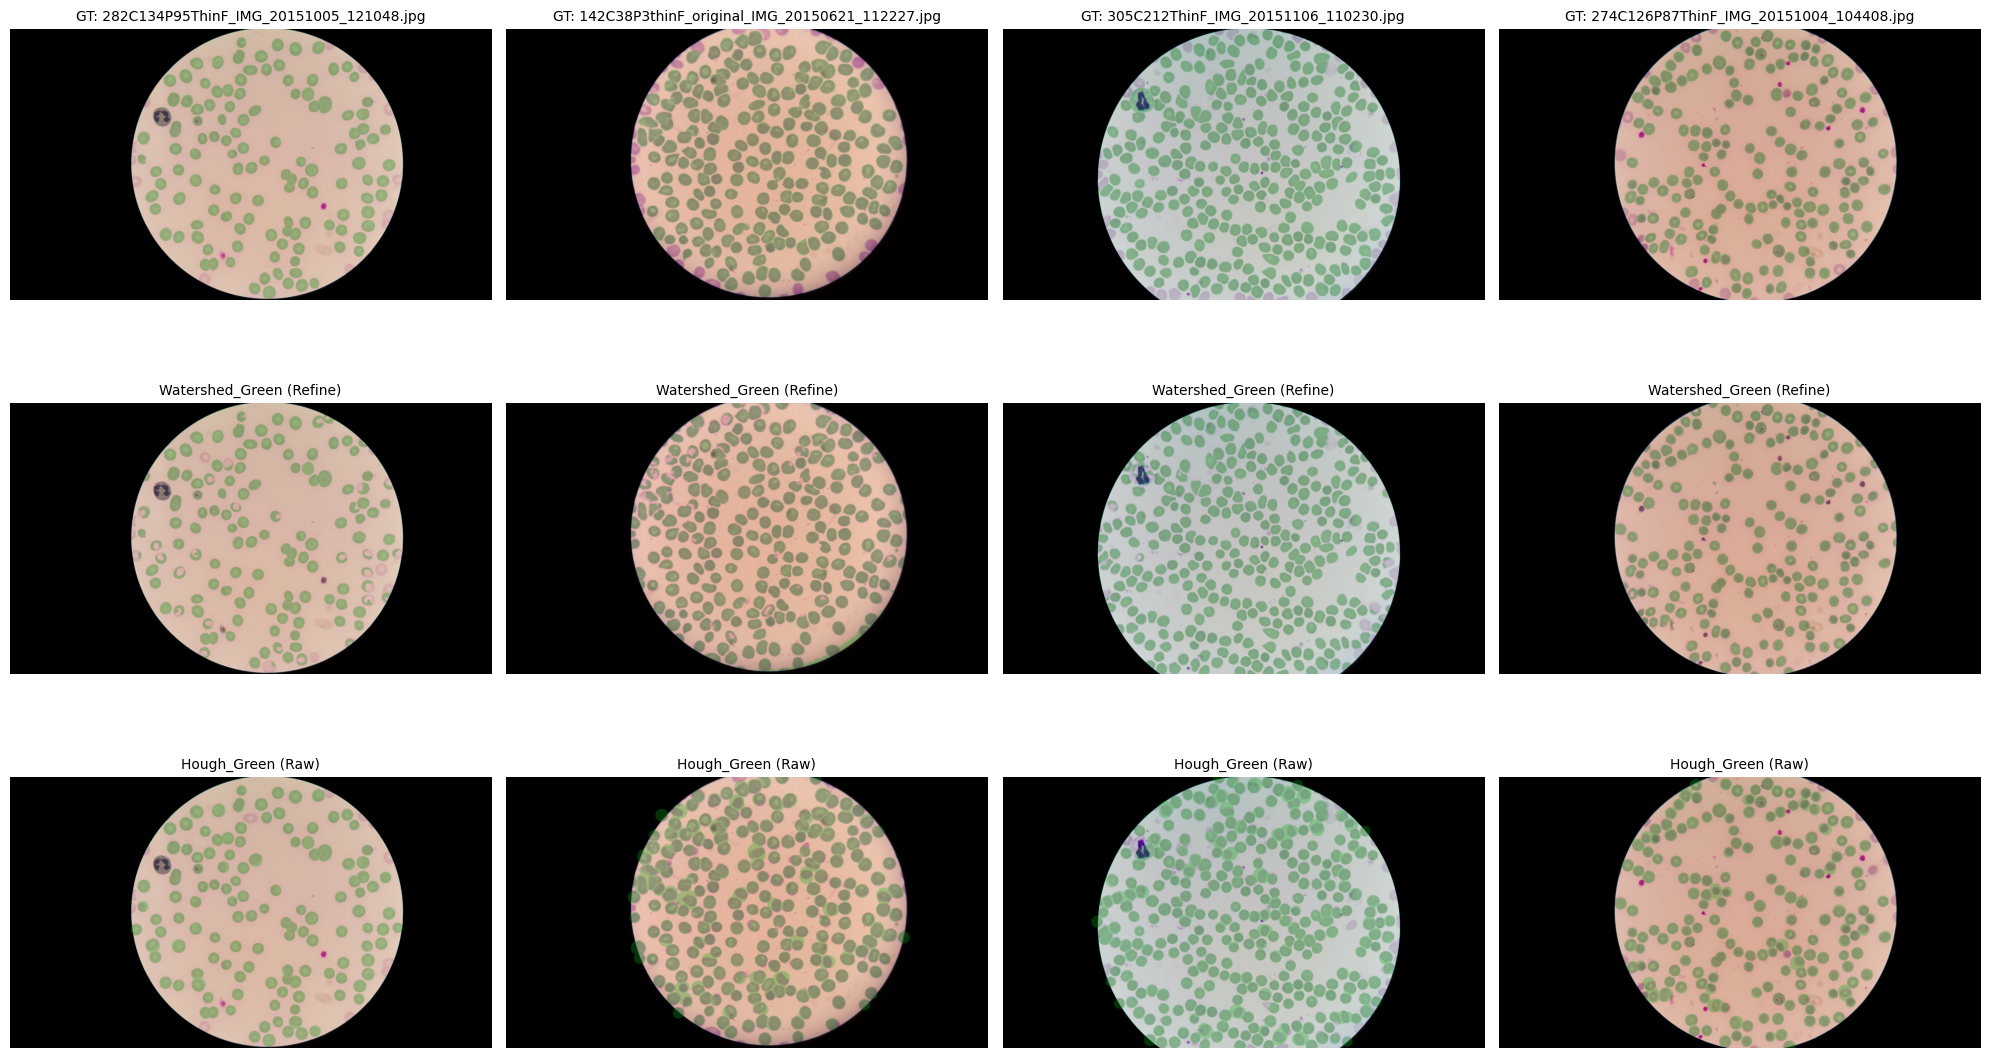 GT: 282C134P95ThinF_IMG_20151005_121048.jpg
GT: 142C38P3thinF_original_IMG_20150621_112227.jpg
GT: 305C212ThinF_IMG_20151106_110230.jpg
GT: 274C126P87ThinF_IMG_20151004_104408.jpg
Watershed_Green (Refine)
Watershed_Green (Refine)
Watershed_Green (Refine)
Watershed_Green (Refine)
Hough_Green (Raw)
Hough_Green (Raw)
Hough_Green (Raw)
Hough_Green (Raw)